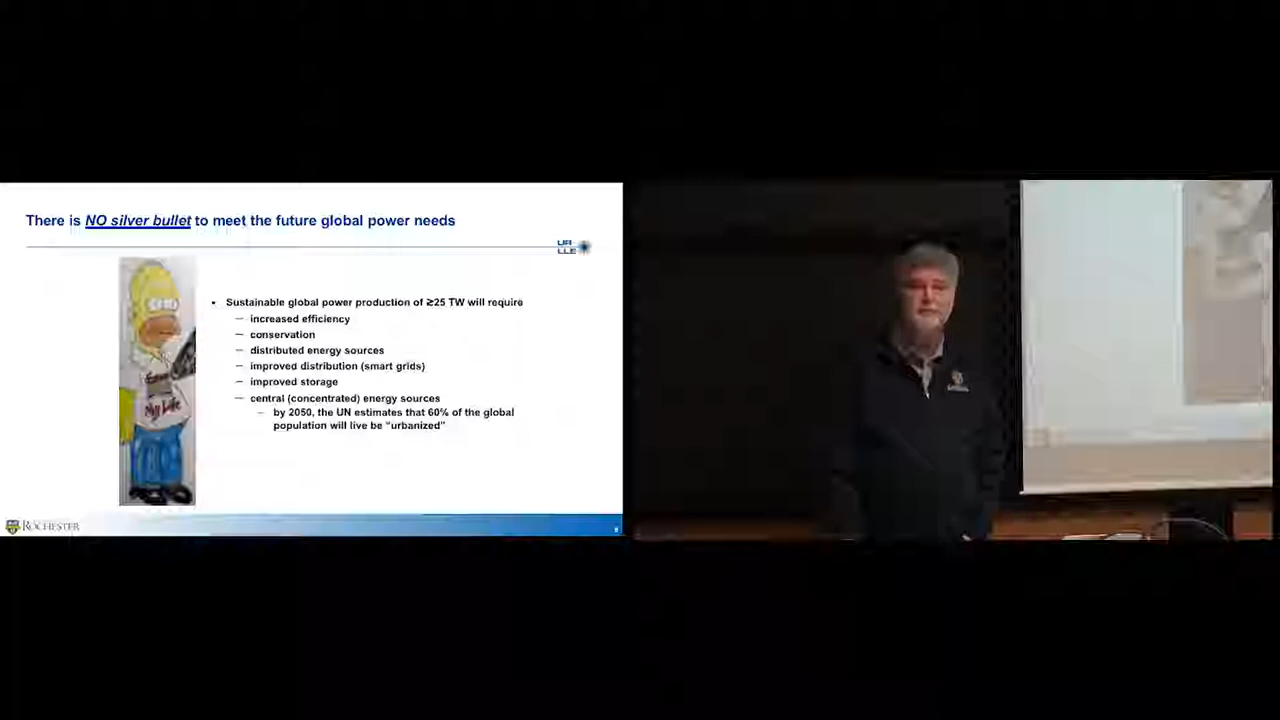 There is NO silver bullet to meet the future global power needs
UR
LLE
• Sustainable global power production of ≥25 TW will require
– increased efficiency
– conservation
– distributed energy sources
– improved distribution (smart grids)
– improved storage
– central (concentrated) energy sources
– by 2050, the UN estimates that 60% of the global
population will live be "urbanized"
ROCHESTER